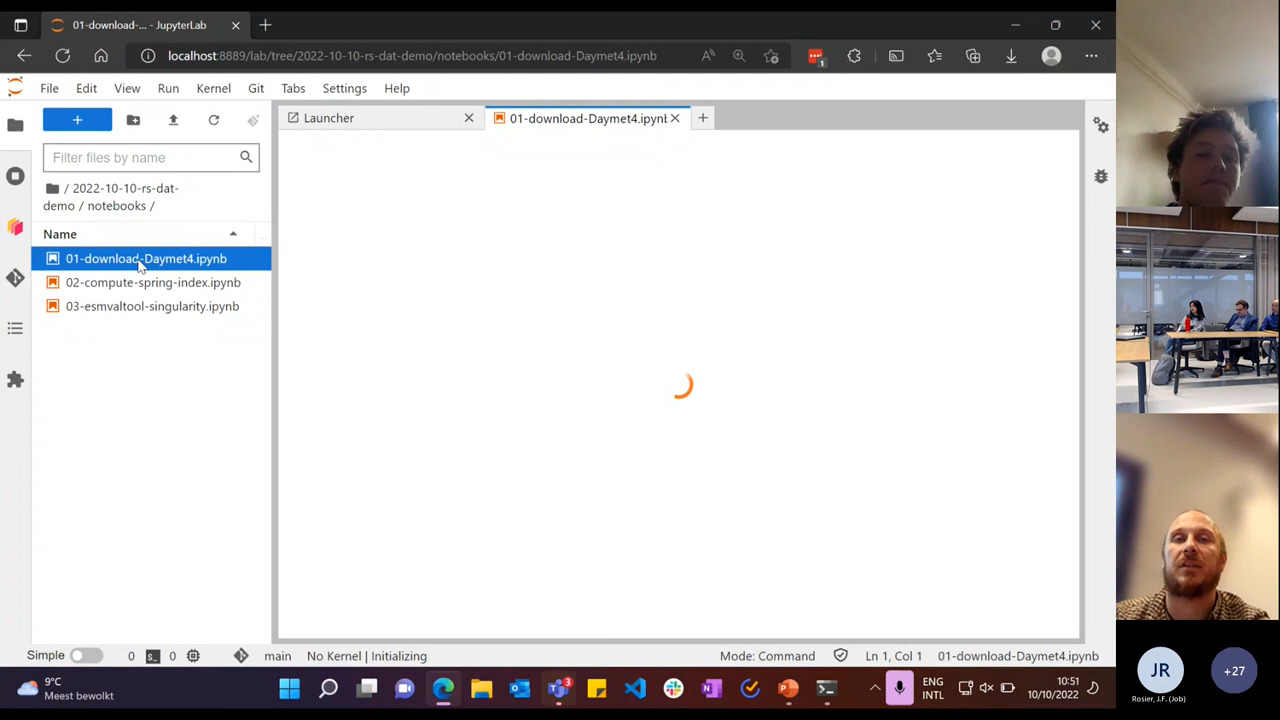 01-download-... - JupyterLab
localhost:8889/lab/tree/2022-10-10-rs-dat-demo/notebooks/01-download-Daymet4.ipynb
1
File Edit View Run Kernel Git Tabs Settings Help
Launcher
01-download-Daymet4.ipynb
Filter files by name
/ 2022-10-10-rs-dat-
demo / notebooks /
Name
01-download-Daymet4.ipynb
02-compute-spring-index.ipynb
03-esmvaltool-singularity.ipynb
Simple 0 0 main No Kernel | Initializing Mode: Command Ln 1, Col 1 01-download-Daymet4.ipynb
JR
Rosier, J.F. (Job)
+27
9°C
Meest bewolkt
3
ENG
INTL
10:51
10/10/2022